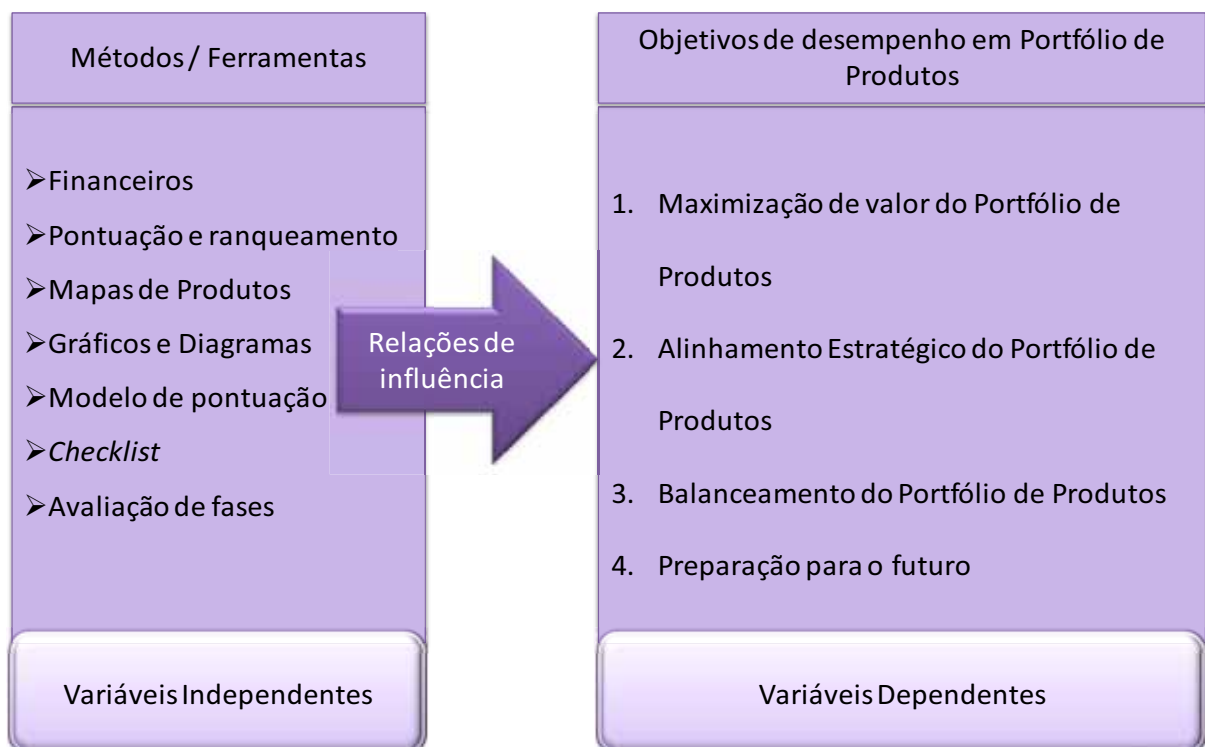 Métodos / Ferramentas
➢Financeiros
➢Pontuação e ranqueamento
➢Mapas de Produtos
➢Gráficos e Diagramas
➢Modelo de pontuação
➢Checklist
➢Avaliação de fases
Variáveis Independentes
Relações de
influência
Objetivos de desempenho em Portfólio de
Produtos
1. Maximização de valor do Portfólio de
Produtos
2. Alinhamento Estratégico do Portfólio de
Produtos
3. Balanceamento do Portfólio de Produtos
4. Preparação para o futuro
Variáveis Dependentes